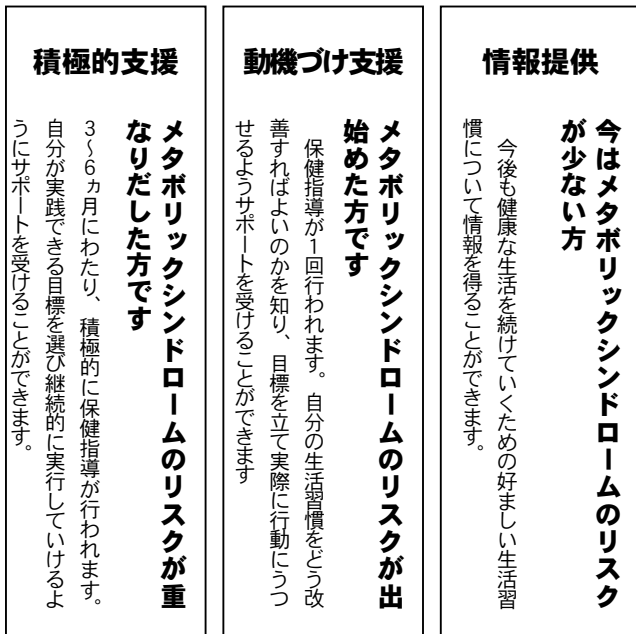 情報提供
今はメタボリックシンドロームのリスク
が少ない方
今後も健康な生活を続けていくための好ましい生活習
慣について情報を得ることができます。
動機づけ支援
メタボリックシンドロームのリスクが出
始めた方です
保健指導が1回行われます。自分の生活習慣をどう改
善すればよいのかを知り、目標を立て実際に行動にうつ
せるようサポートを受けることができます
積極的支援
メタボリックシンドロームのリスクが重
なりだした方です
3〜6ヵ月にわたり、積極的に保健指導が行われます。
自分が実践できる目標を選び継続的に実行していけるよ
うにサポートを受けることができます。